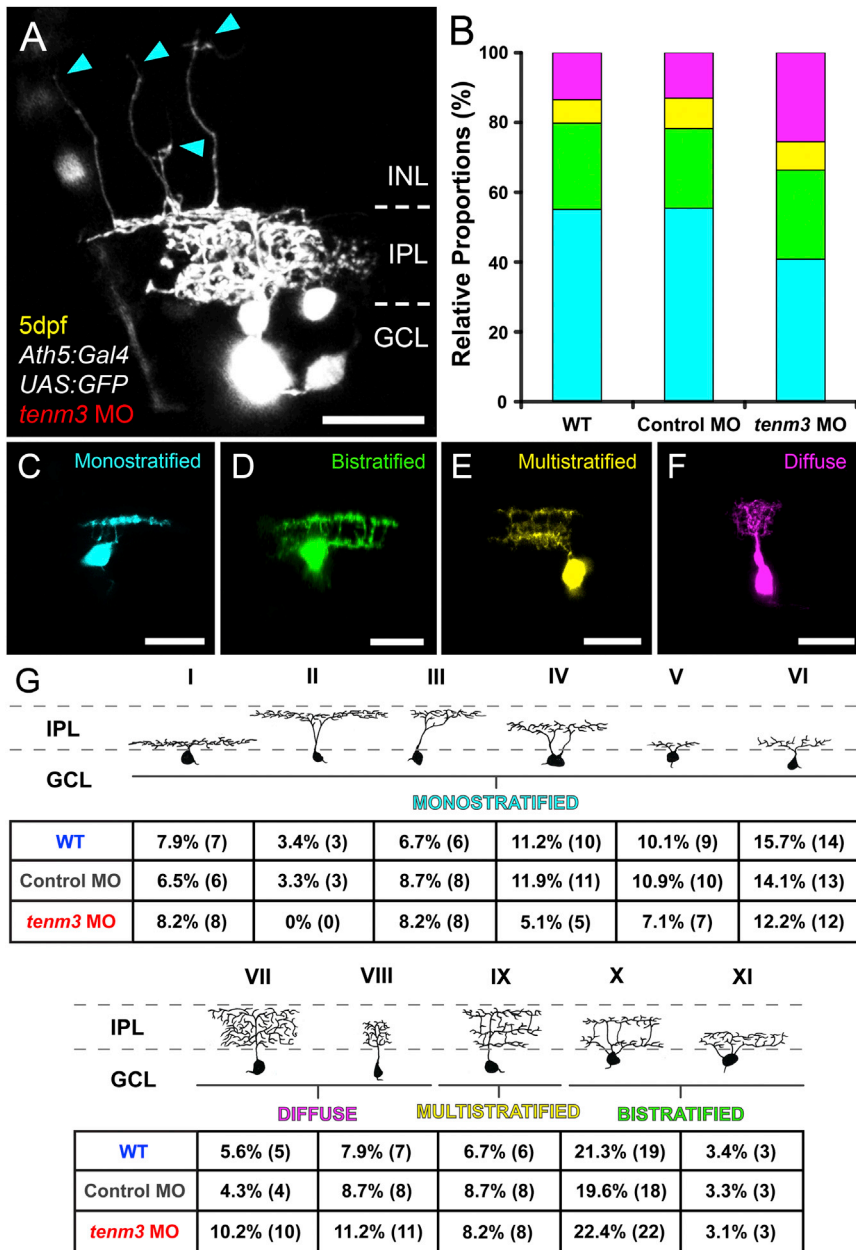 A
INL
IPL
GCL
5dpf
Ath5:Gal4
UAS:GFP
tenm3 MO
B
Relative Proportions (%)
100
80
60
40
20
0
WT Control MO tenm3 MO
C Monostratified
D Bistratified
E Multistratified
F Diffuse
G
I II III IV V VI
IPL
GCL
MONOSTRATIFIED
WT 7.9% (7) 3.4% (3) 6.7% (6) 11.2% (10) 10.1% (9) 15.7% (14)
Control MO 6.5% (6) 3.3% (3) 8.7% (8) 11.9% (11) 10.9% (10) 14.1% (13)
tenm3 MO 8.2% (8) 0% (0) 8.2% (8) 5.1% (5) 7.1% (7) 12.2% (12)
VII VIII IX X XI
IPL
GCL
DIFFUSE MULTISTRATIFIED BISTRATIFIED
WT 5.6% (5) 7.9% (7) 6.7% (6) 21.3% (19) 3.4% (3)
Control MO 4.3% (4) 8.7% (8) 8.7% (8) 19.6% (18) 3.3% (3)
tenm3 MO 10.2% (10) 11.2% (11) 8.2% (8) 22.4% (22) 3.1% (3)